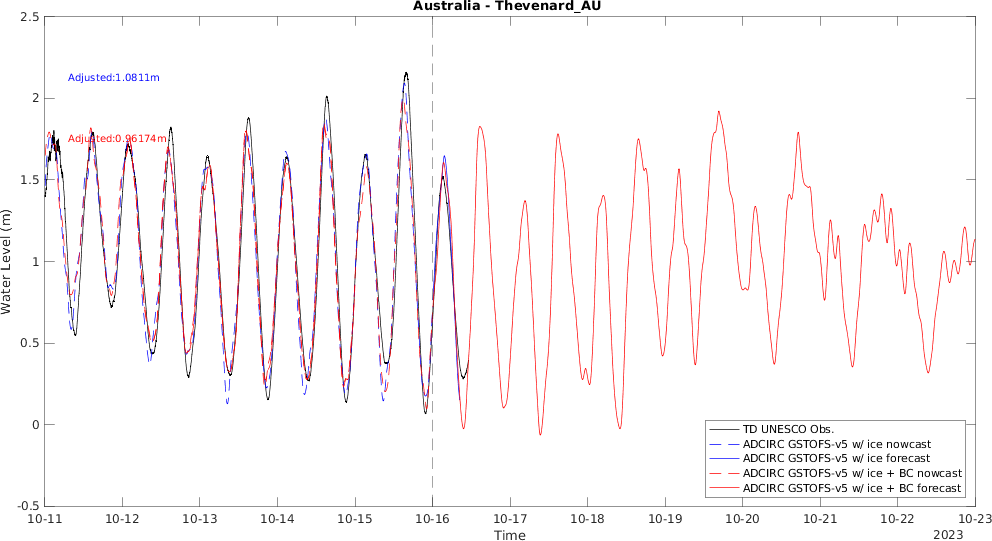 Australia - Thevenard_AU
2.5
2
1.5
1
0.5
0
-0.5
Water Level (m)
Adjusted:1.0811m
Adjusted:0.96174m
TD UNESCO Obs.
ADCIRC GSTOFS-v5 w/ ice nowcast
ADCIRC GSTOFS-v5 w/ ice forecast
ADCIRC GSTOFS-v5 w/ ice + BC nowcast
ADCIRC GSTOFS-v5 w/ ice + BC forecast
10-11 10-12 10-13 10-14 10-15 10-16 10-17 10-18 10-19 10-20 10-21 10-22 10-23
Time
2023